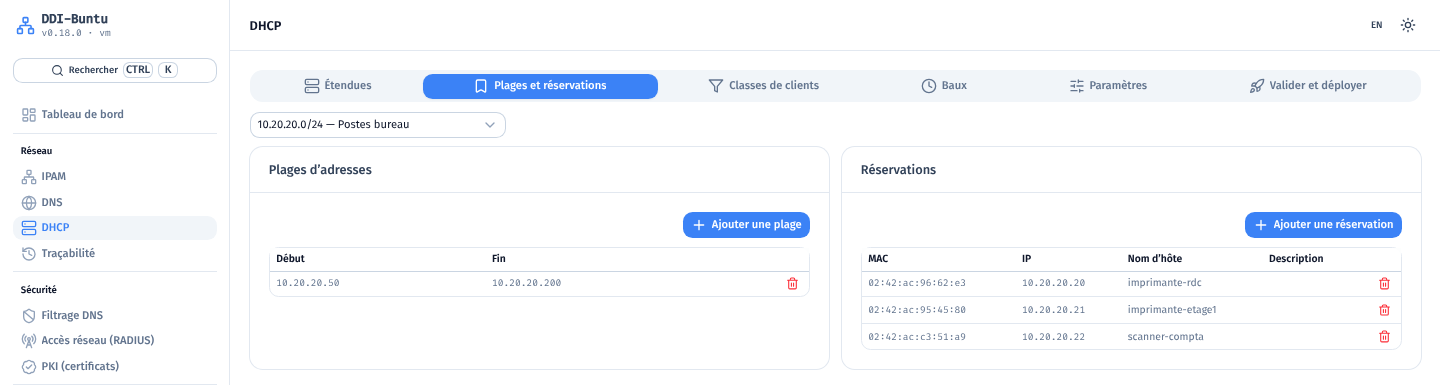 DDI-Buntu
v0.18.0 · vm
Rechercher CTRL K
Tableau de bord
Réseau
IPAM
DNS
DHCP
Traçabilité
Sécurité
Filtrage DNS
Accès réseau (RADIUS)
PKI (certificats)
DHCP
EN
Étendues
Plages et réservations
Classes de clients
Baux
Paramètres
Valider et déployer
10.20.20.0/24 — Postes bureau
Plages d'adresses
Ajouter une plage
Début Fin
10.20.20.50 10.20.20.200
Réservations
Ajouter une réservation
MAC IP Nom d'hôte Description
02:42:ac:96:62:e3 10.20.20.20 imprimante-rdc
02:42:ac:95:45:80 10.20.20.21 imprimante-etage1
02:42:ac:c3:51:a9 10.20.20.22 scanner-compta